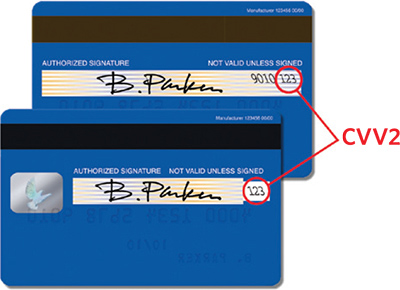 Manufacturer 123456 00/00
AUTHORIZED SIGNATURE NOT VALID UNLESS SIGNED
B. Parker 9010 123
CVV2
Manufacturer 123456 00/00
AUTHORIZED SIGNATURE NOT VALID UNLESS SIGNED
B. Parker 123